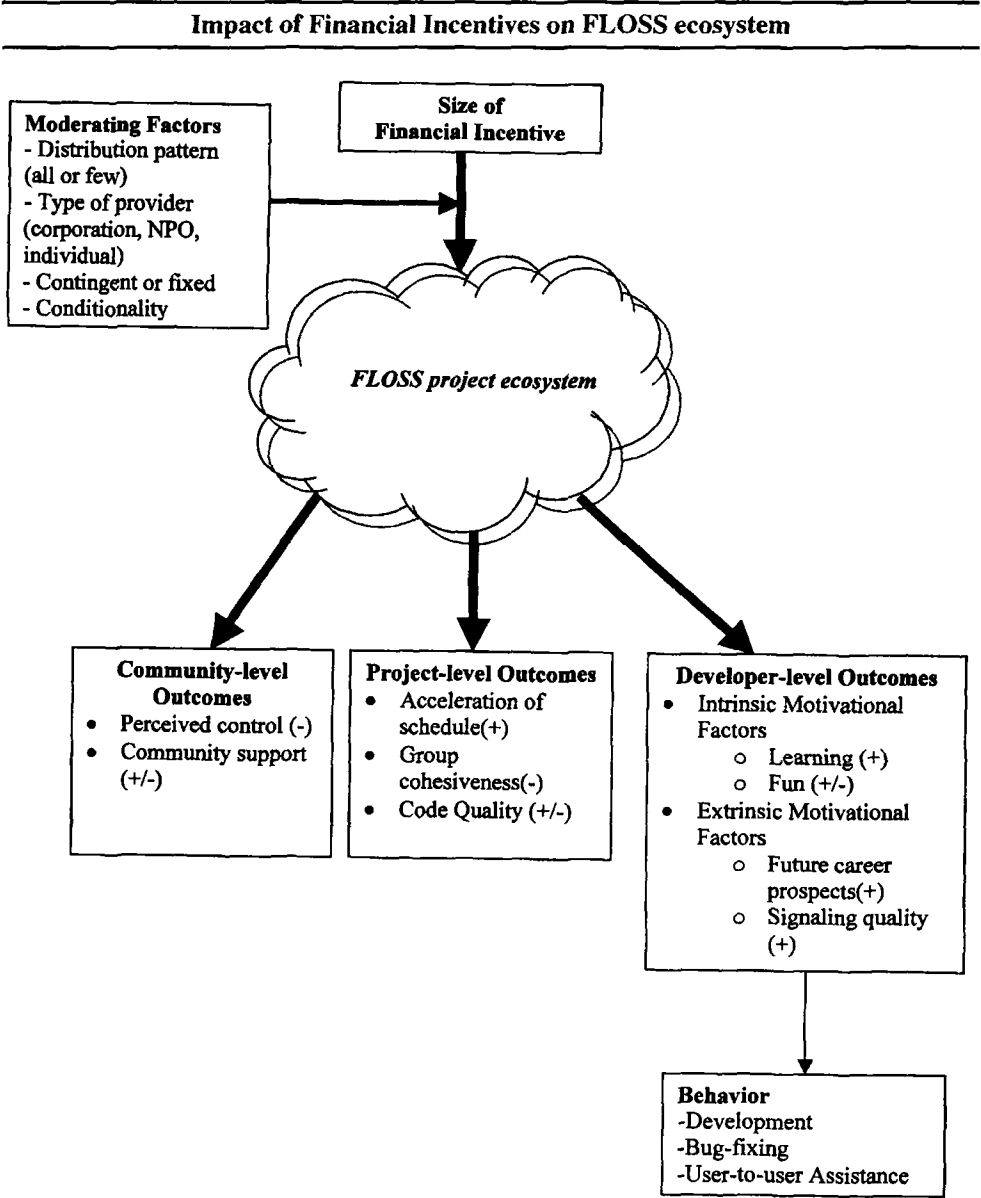 Impact of Financial Incentives on FLOSS ecosystem
Size of
Financial Incentive
Moderating Factors
- Distribution pattern
(all or few)
- Type of provider
(corporation, NPO,
individual)
- Contingent or fixed
- Conditionality
FLOSS project ecosystem
Community-level
Outcomes
• Perceived control (-)
• Community support
(+/-)
Project-level Outcomes
• Acceleration of
schedule(+)
• Group
cohesiveness(-)
• Code Quality (+/-)
Developer-level Outcomes
• Intrinsic Motivational
Factors
o Learning (+)
o Fun (+/-)
• Extrinsic Motivational
Factors
o Future career
prospects(+)
o Signaling quality
(+)
Behavior
-Development
-Bug-fixing
-User-to-user Assistance